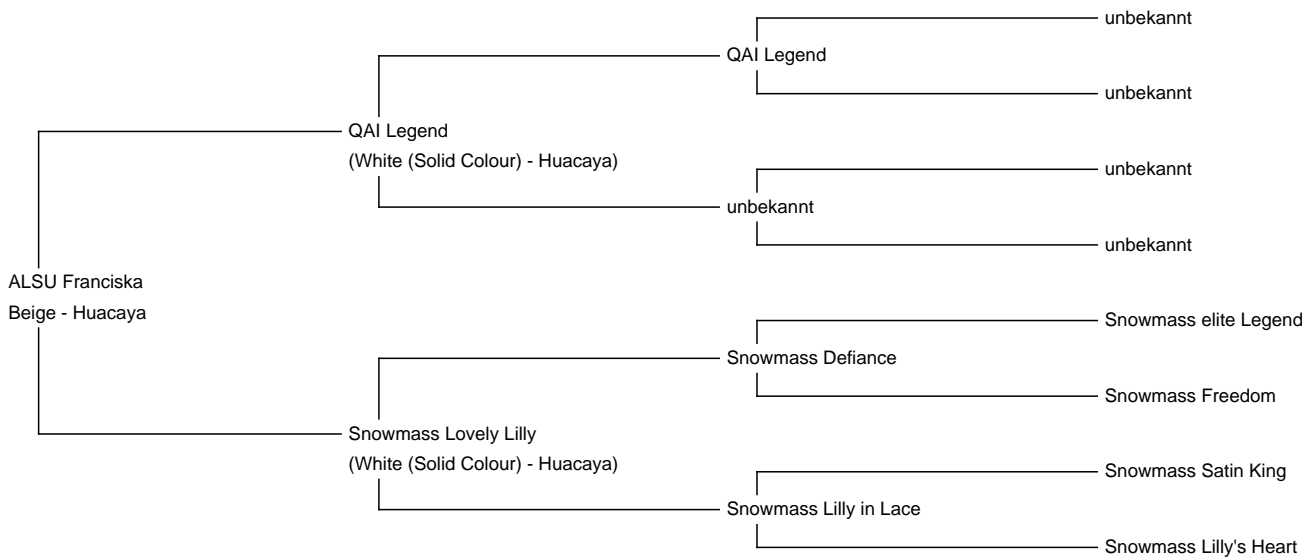 unbekannt
QAI Legend
unbekannt
QAI Legend
(White (Solid Colour) - Huacaya)
unbekannt
unbekannt
unbekannt
ALSU Franciska
Beige - Huacaya
Snowmass elite Legend
Snowmass Defiance
Snowmass Freedom
Snowmass Lovely Lilly
(White (Solid Colour) - Huacaya)
Snowmass Satin King
Snowmass Lilly in Lace
Snowmass Lilly's Heart